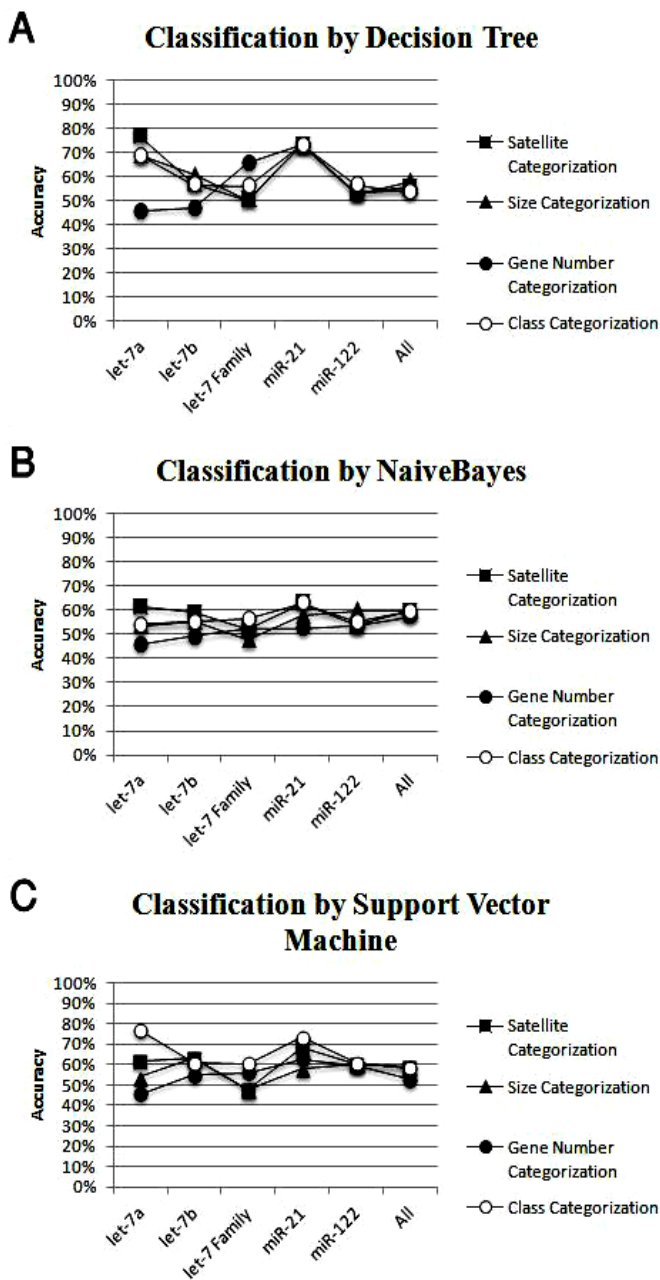 A
Classification by Decision Tree
100%
90%
80%
70%
60%
50%
40%
30%
20%
10%
0%
Accuracy
let-7a
let-7b
let-7 Family
miR-21
miR-122
All
Satellite
Categorization
Size Categorization
Gene Number
Categorization
Class Categorization
B
Classification by NaiveBayes
100%
90%
80%
70%
60%
50%
40%
30%
20%
10%
0%
Accuracy
let-7a
let-7b
let-7 Family
miR-21
miR-122
All
Satellite
Categorization
Size Categorization
Gene Number
Categorization
Class Categorization
C
Classification by Support Vector
Machine
100%
90%
80%
70%
60%
50%
40%
30%
20%
10%
0%
Accuracy
let-7a
let-7b
let-7 Family
miR-21
miR-122
All
Satellite
Categorization
Size Categorization
Gene Number
Categorization
Class Categorization